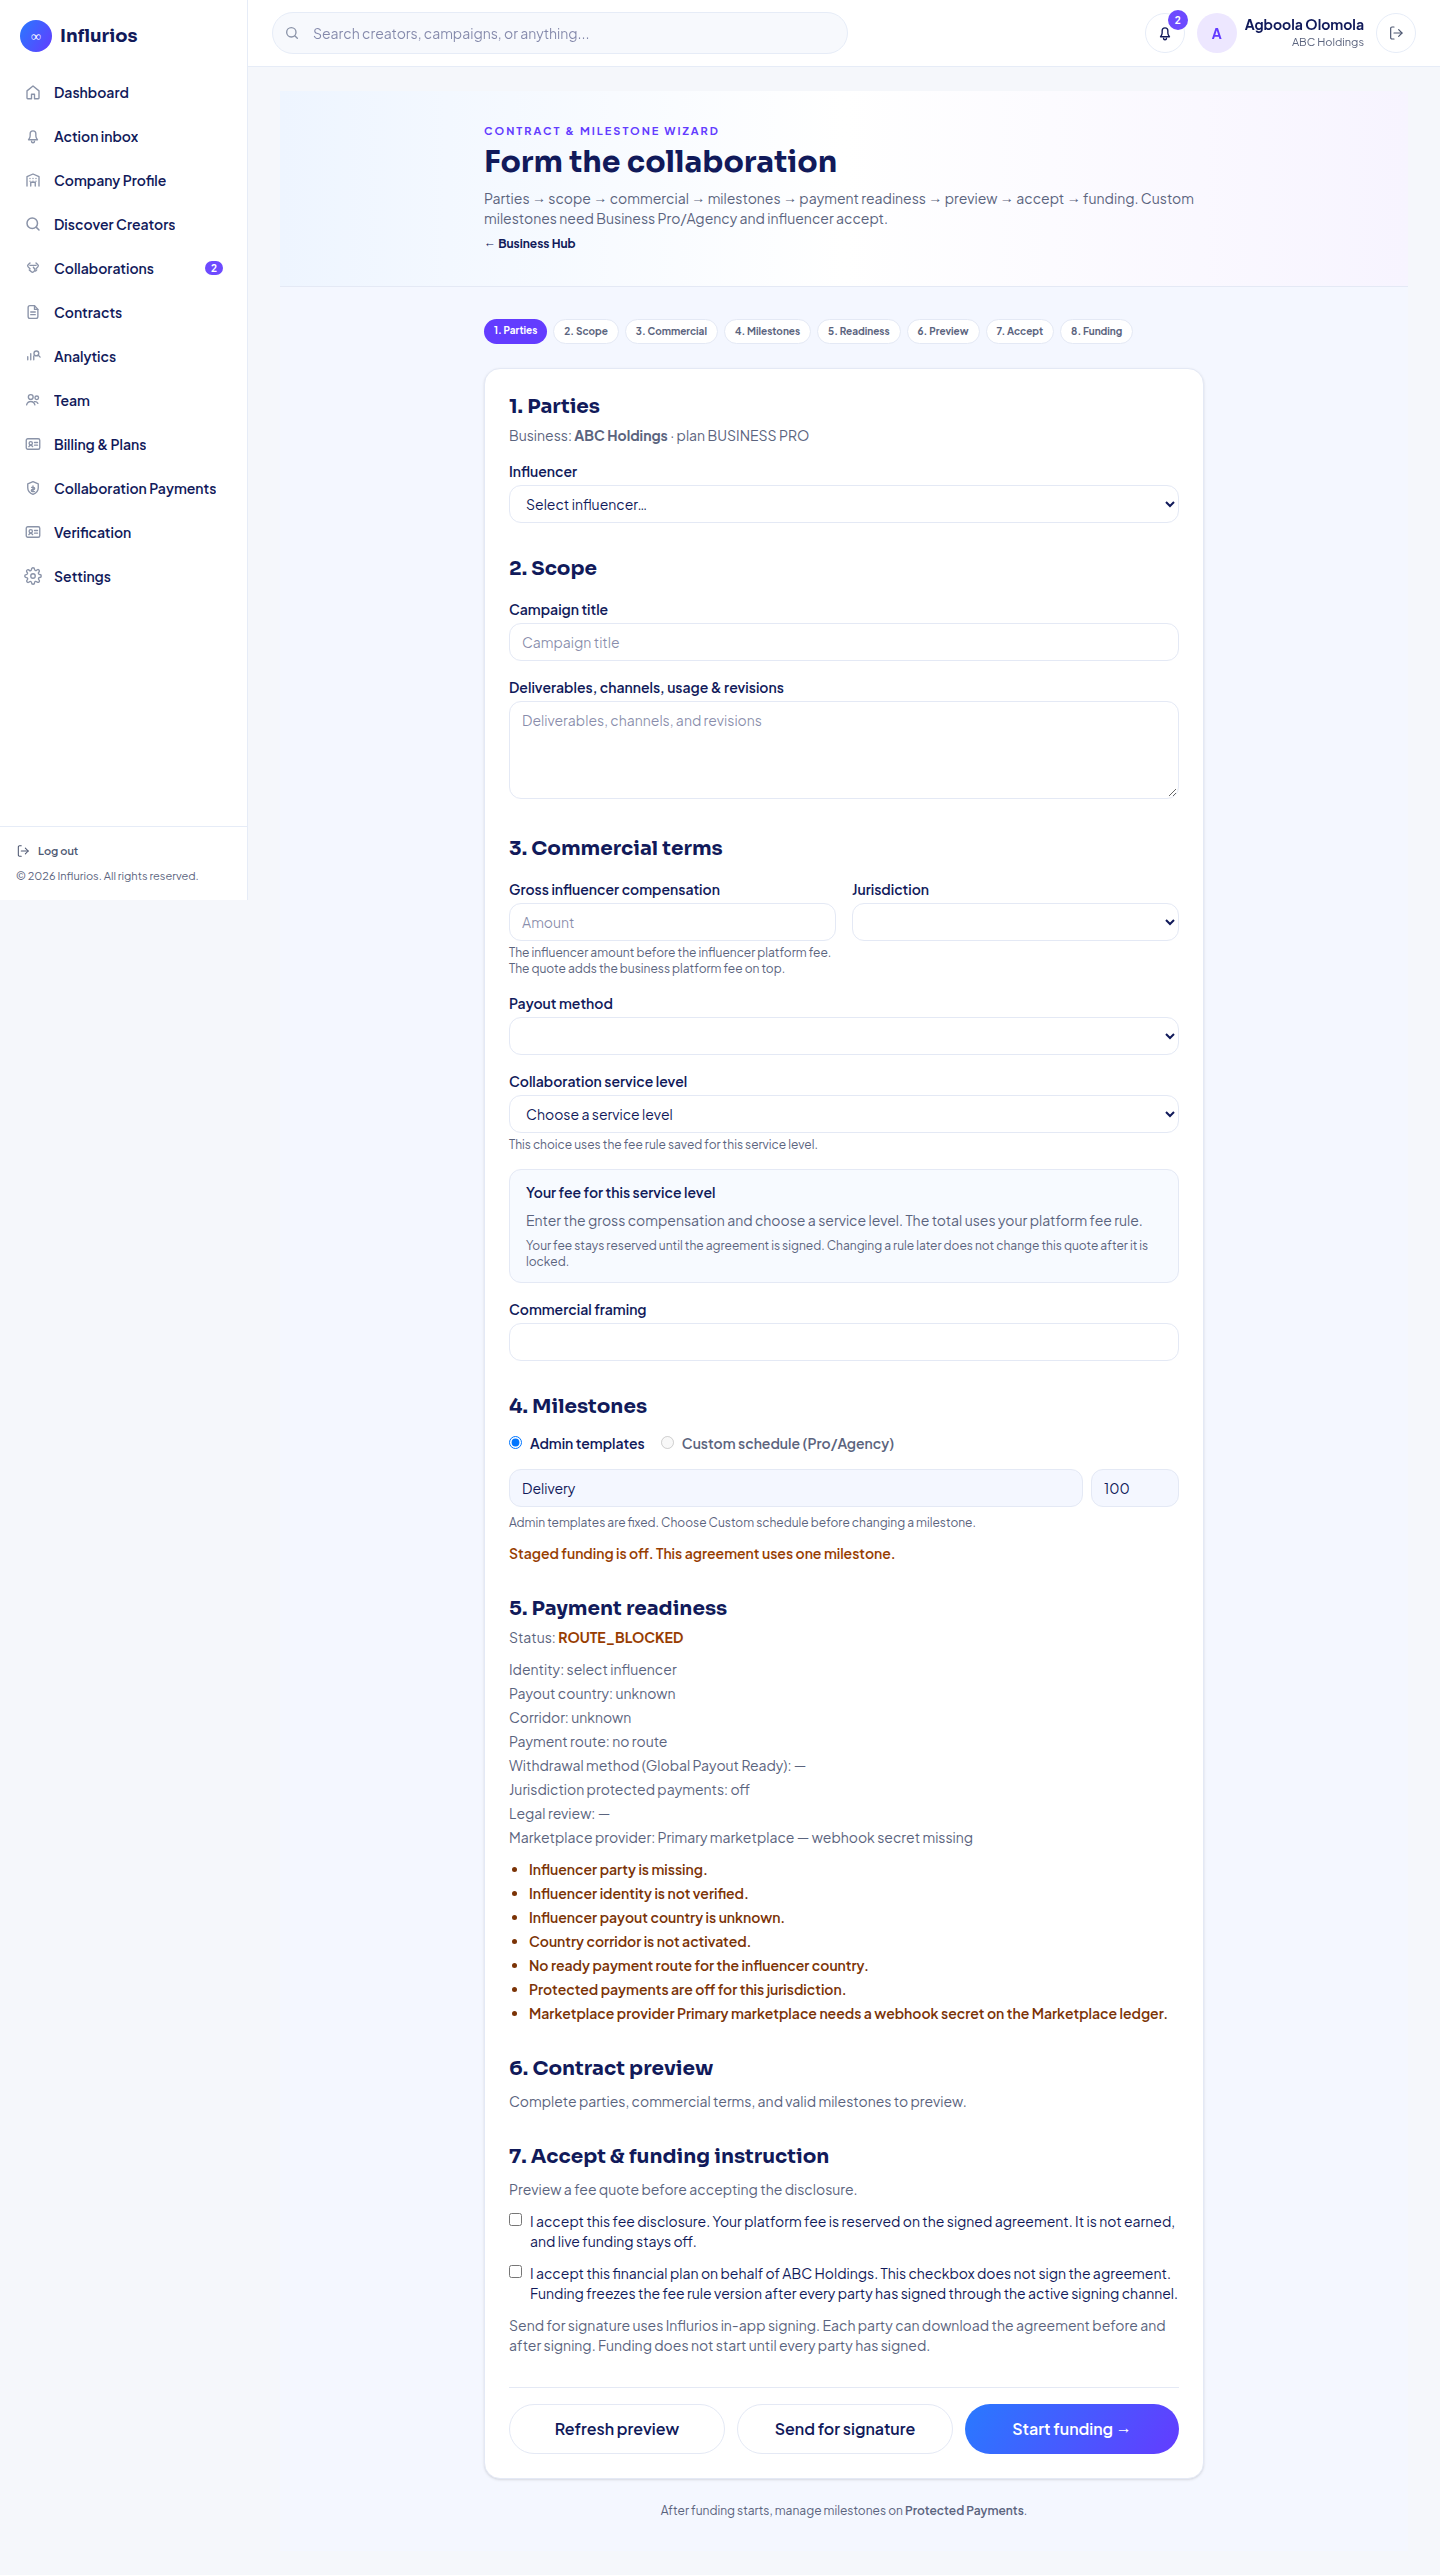 Influrios
Dashboard
Action inbox
Company Profile
Discover Creators
Collaborations 2
Contracts
Analytics
Team
Billing & Plans
Collaboration Payments
Verification
Settings
Log out
© 2026 Influrios. All rights reserved.
Search creators, campaigns, or anything...
2
A
Agboola Olomola
ABC Holdings
CONTRACT & MILESTONE WIZARD
Form the collaboration
Parties → scope → commercial → milestones → payment readiness → preview → accept → funding. Custom
milestones need Business Pro/Agency and influencer accept.
← Business Hub
1. Parties 2. Scope 3. Commercial 4. Milestones 5. Readiness 6. Preview 7. Accept 8. Funding
1. Parties
Business: ABC Holdings · plan BUSINESS PRO
Influencer
Select influencer…
2. Scope
Campaign title
Campaign title
Deliverables, channels, usage & revisions
Deliverables, channels, and revisions
3. Commercial terms
Gross influencer compensation Jurisdiction
Amount
The influencer amount before the influencer platform fee.
The quote adds the business platform fee on top.
Payout method
Collaboration service level
Choose a service level
This choice uses the fee rule saved for this service level.
Your fee for this service level
Enter the gross compensation and choose a service level. The total uses your platform fee rule.
Your fee stays reserved until the agreement is signed. Changing a rule later does not change this quote after it is
locked.
Commercial framing
4. Milestones
Admin templates Custom schedule (Pro/Agency)
Delivery 100
Admin templates are fixed. Choose Custom schedule before changing a milestone.
Staged funding is off. This agreement uses one milestone.
5. Payment readiness
Status: ROUTE_BLOCKED
Identity: select influencer
Payout country: unknown
Corridor: unknown
Payment route: no route
Withdrawal method (Global Payout Ready): —
Jurisdiction protected payments: off
Legal review: —
Marketplace provider: Primary marketplace — webhook secret missing
• Influencer party is missing.
• Influencer identity is not verified.
• Influencer payout country is unknown.
• Country corridor is not activated.
• No ready payment route for the influencer country.
• Protected payments are off for this jurisdiction.
• Marketplace provider Primary marketplace needs a webhook secret on the Marketplace ledger.
6. Contract preview
Complete parties, commercial terms, and valid milestones to preview.
7. Accept & funding instruction
Preview a fee quote before accepting the disclosure.
I accept this fee disclosure. Your platform fee is reserved on the signed agreement. It is not earned,
and live funding stays off.
I accept this financial plan on behalf of ABC Holdings. This checkbox does not sign the agreement.
Funding freezes the fee rule version after every party has signed through the active signing channel.
Send for signature uses Influrios in-app signing. Each party can download the agreement before and
after signing. Funding does not start until every party has signed.
Refresh preview Send for signature Start funding →
After funding starts, manage milestones on Protected Payments.